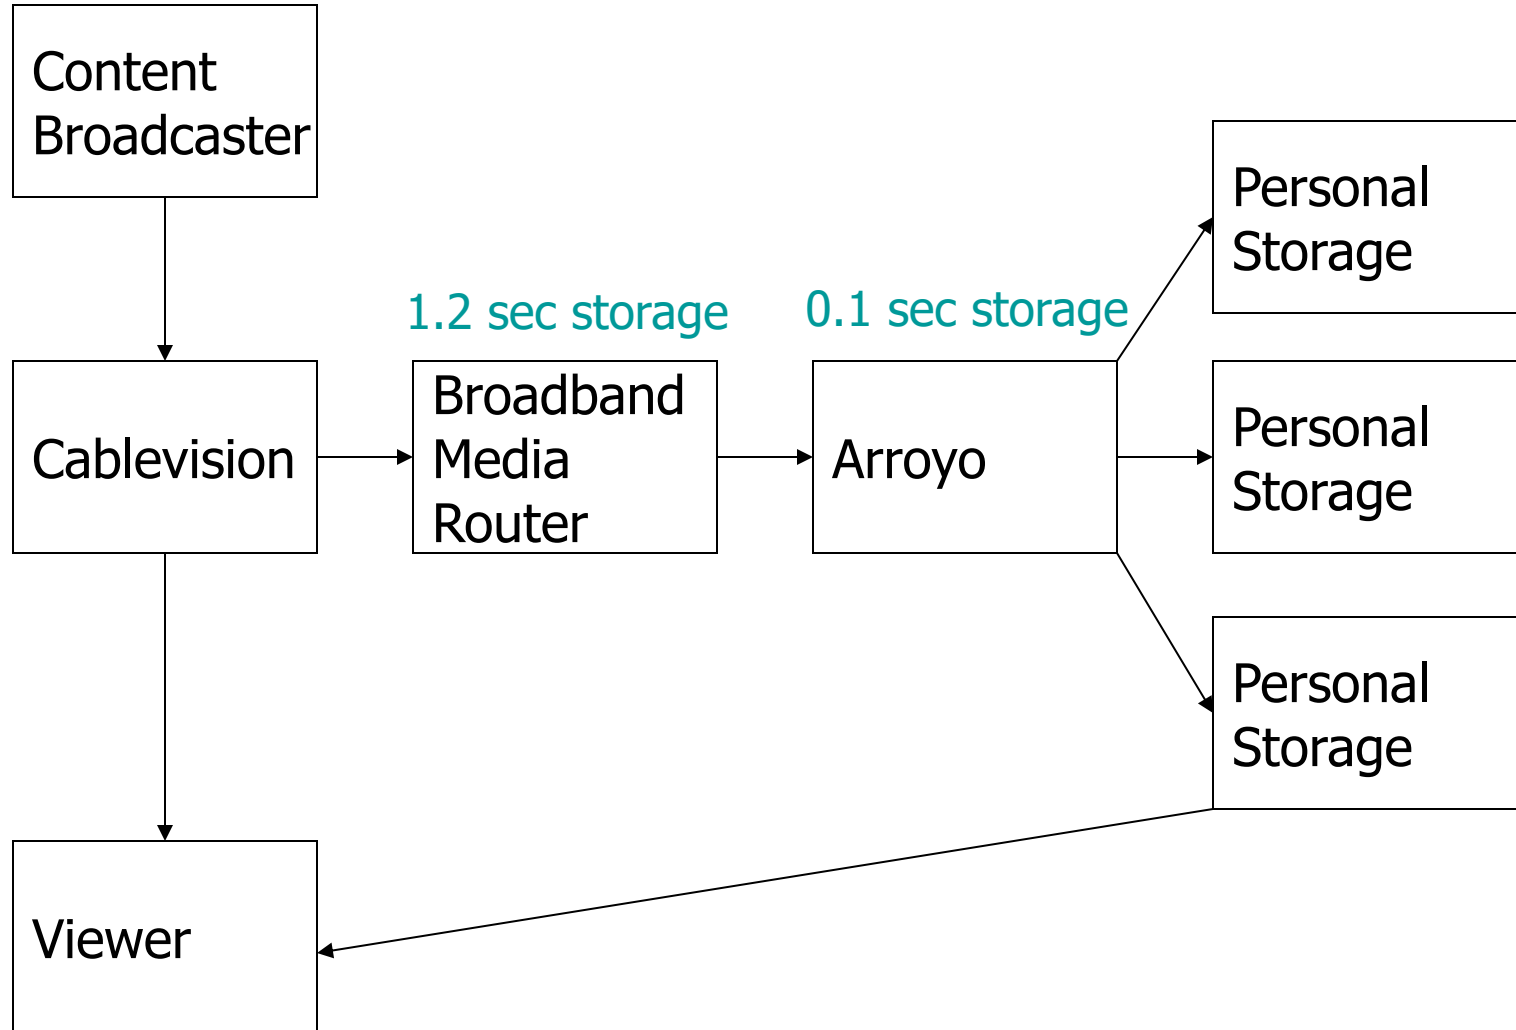 Content
Broadcaster
Personal
Storage
1.2 sec storage
0.1 sec storage
Cablevision
Broadband
Media
Router
Arroyo
Personal
Storage
Personal
Storage
Viewer